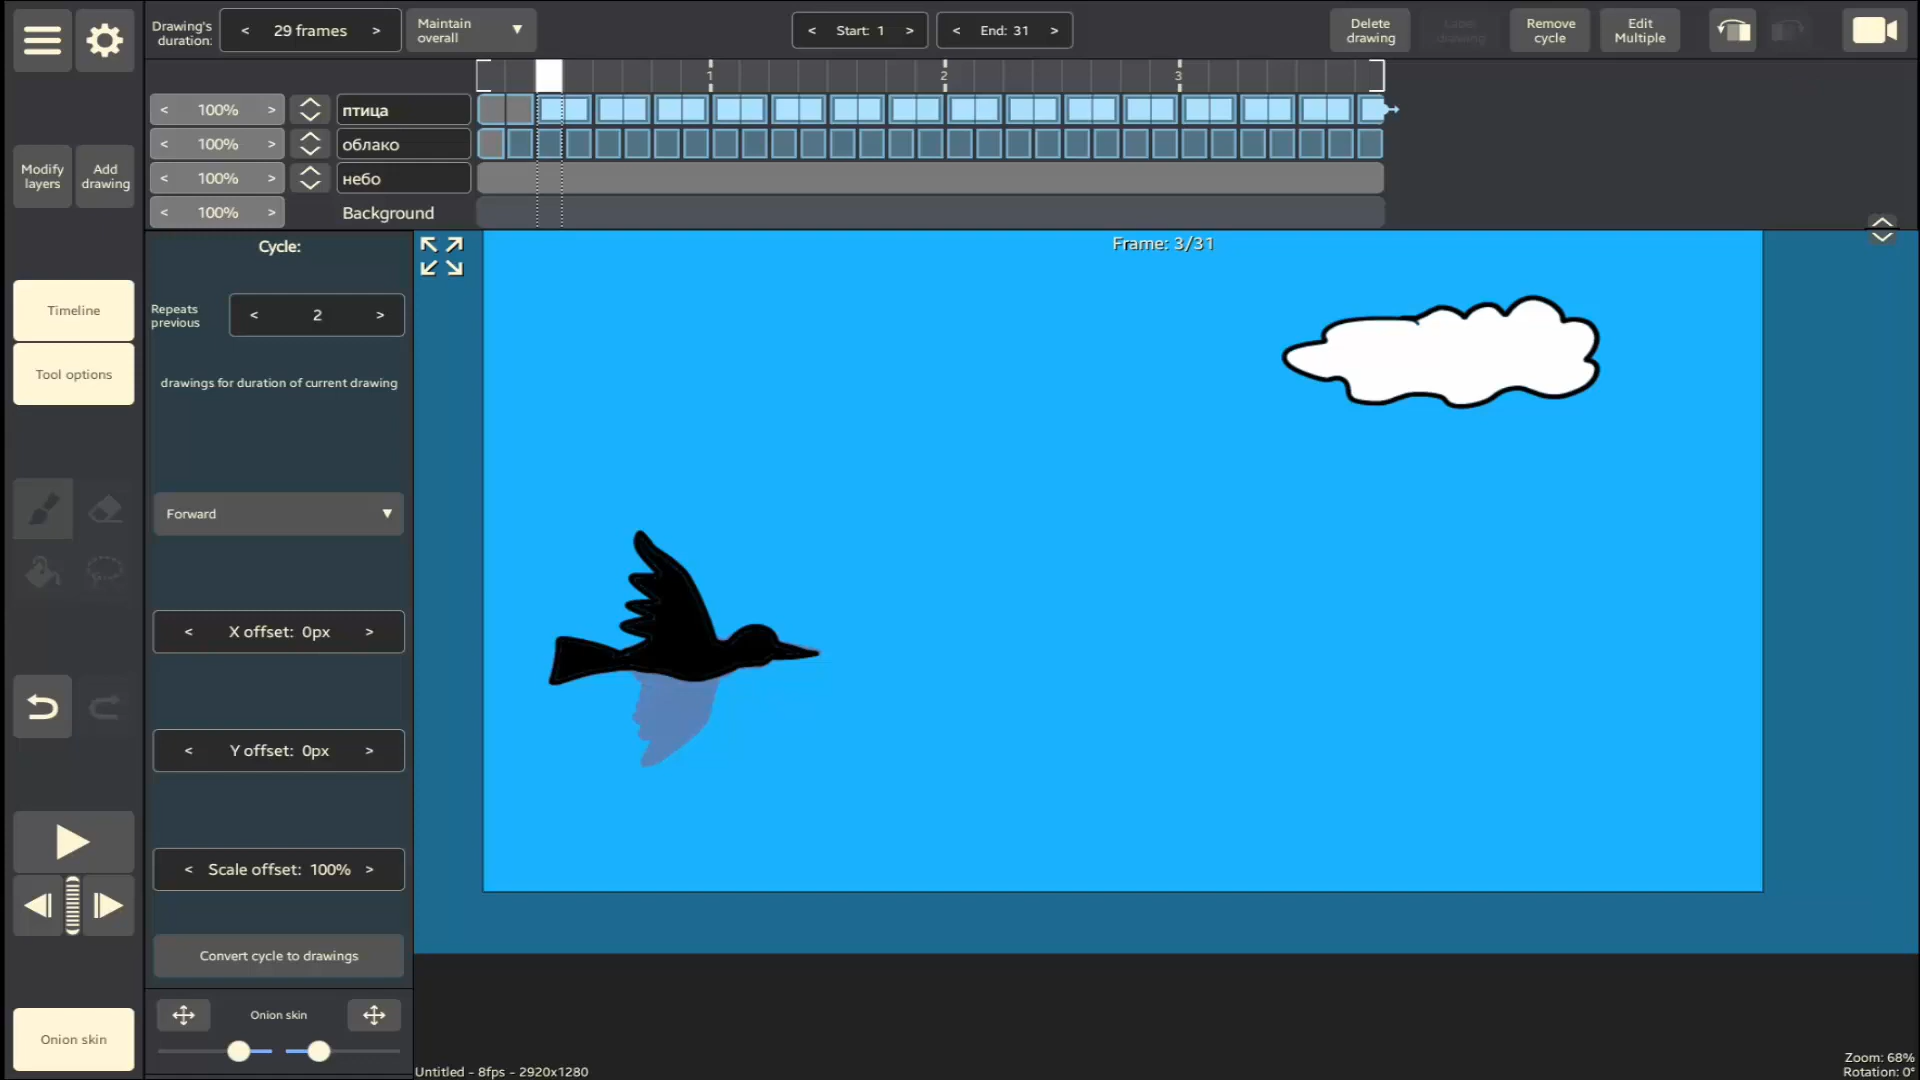 Drawing's
duration:
< 29 frames >
Maintain
overall
< Start: 1 >
< End: 31 >
Delete
drawing
Label
drawing
Remove
cycle
Edit
Multiple
1
2
3
< 100% >
птица
< 100% >
облако
< 100% >
небо
< 100% >
Background
Modify
layers
Add
drawing
Cycle:
Frame: 3/31
Repeats
previous
< 2 >
drawings for duration of current drawing
Timeline
Tool options
Forward
< X offset: 0px >
< Y offset: 0px >
< Scale offset: 100% >
Convert cycle to drawings
Onion skin
Onion skin
Untitled - 8fps - 2920x1280
Zoom: 68%
Rotation: 0°